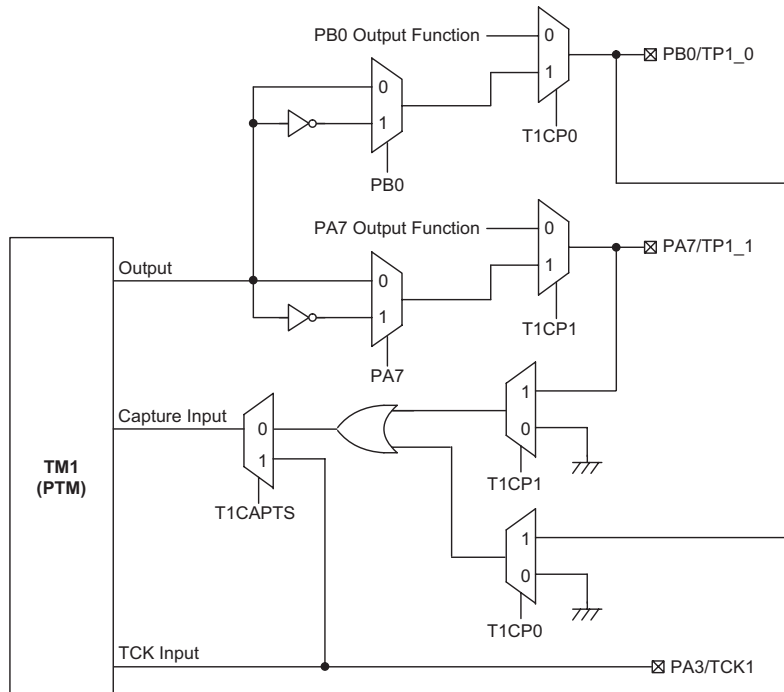 PB0 Output Function
0
1
T1CP0
PB0/TP1_0
0
1
PB0
PA7 Output Function
0
1
T1CP1
PA7/TP1_1
Output
0
1
PA7
Capture Input
0
1
T1CAPTS
1
0
T1CP1
TM1
(PTM)
1
0
T1CP0
TCK Input
PA3/TCK1